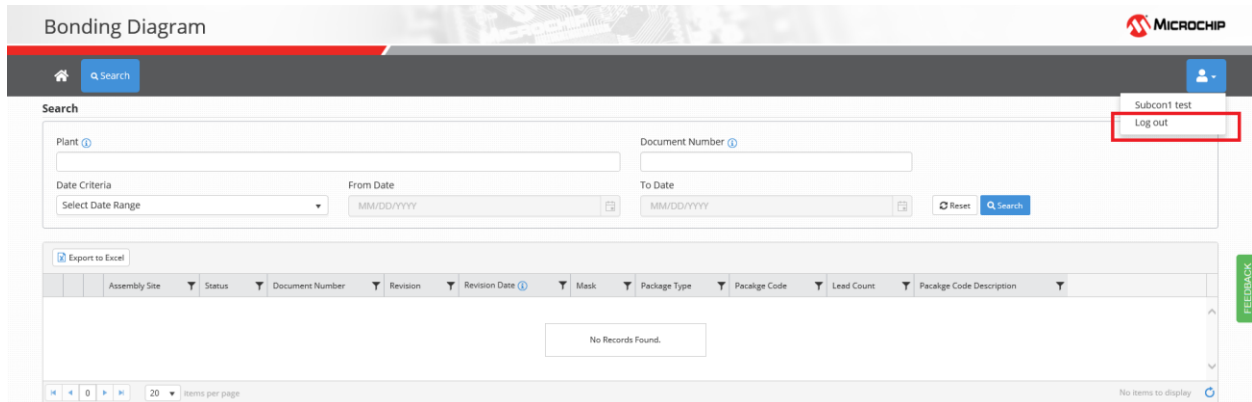 Bonding Diagram
MICROCHIP
Search
Subcon1 test
Log out
Search
Plant
Document Number
Date Criteria From Date To Date
Select Date Range MM/DD/YYYY MM/DD/YYYY Reset Search
Export to Excel
Assembly Site Status Document Number Revision Revision Date Mask Package Type Pacakge Code Lead Count Pacakge Code Description
No Records Found.
0 20 items per page No items to display
FEEDBACK